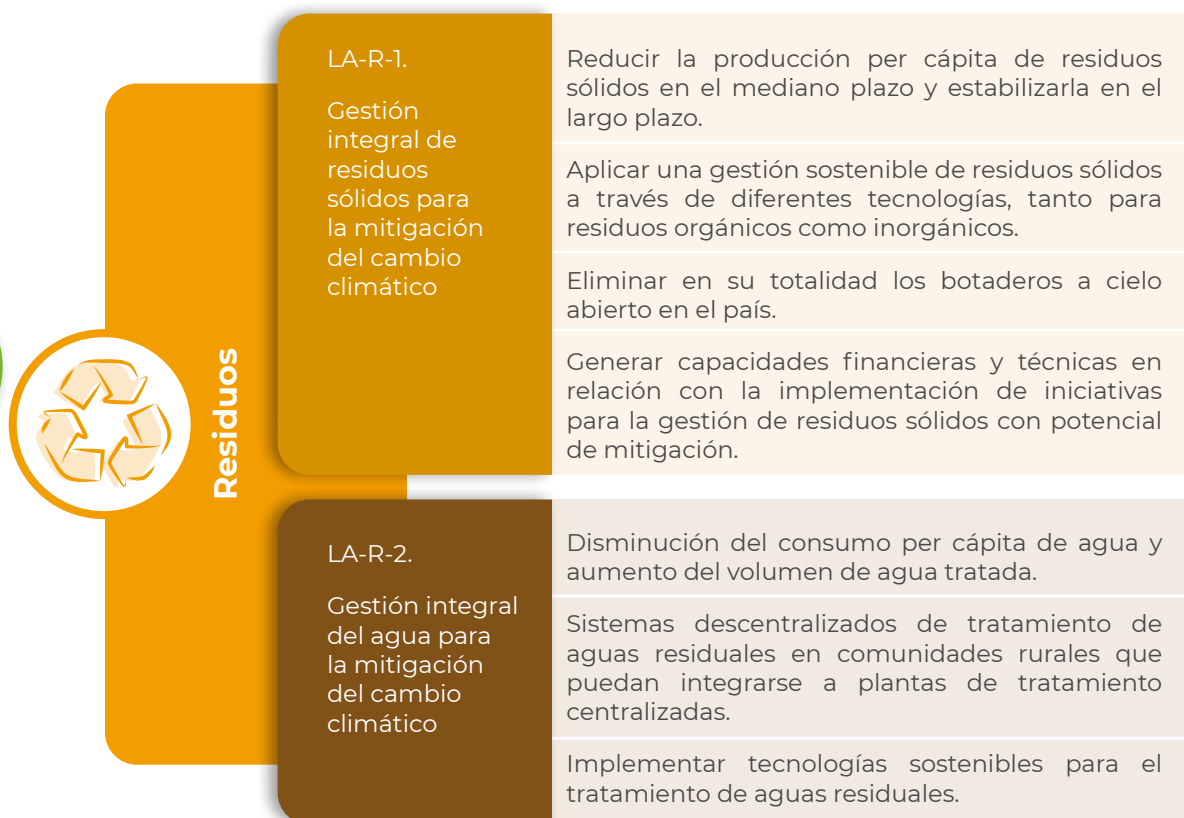 Residuos
LA-R-1.
Gestión
integral de
residuos
sólidos para
la mitigación
del cambio
climático
Reducir la producción per cápita de residuos
sólidos en el mediano plazo y estabilizarla en el
largo plazo.
Aplicar una gestión sostenible de residuos sólidos
a través de diferentes tecnologías, tanto para
residuos orgánicos como inorgánicos.
Eliminar en su totalidad los botaderos a cielo
abierto en el país.
Generar capacidades financieras y técnicas en
relación con la implementación de iniciativas
para la gestión de residuos sólidos con potencial
de mitigación.
LA-R-2.
Gestión integral
del agua para
la mitigación
del cambio
climático
Disminución del consumo per cápita de agua y
aumento del volumen de agua tratada.
Sistemas descentralizados de tratamiento de
aguas residuales en comunidades rurales que
puedan integrarse a plantas de tratamiento
centralizadas.
Implementar tecnologías sostenibles para el
tratamiento de aguas residuales.